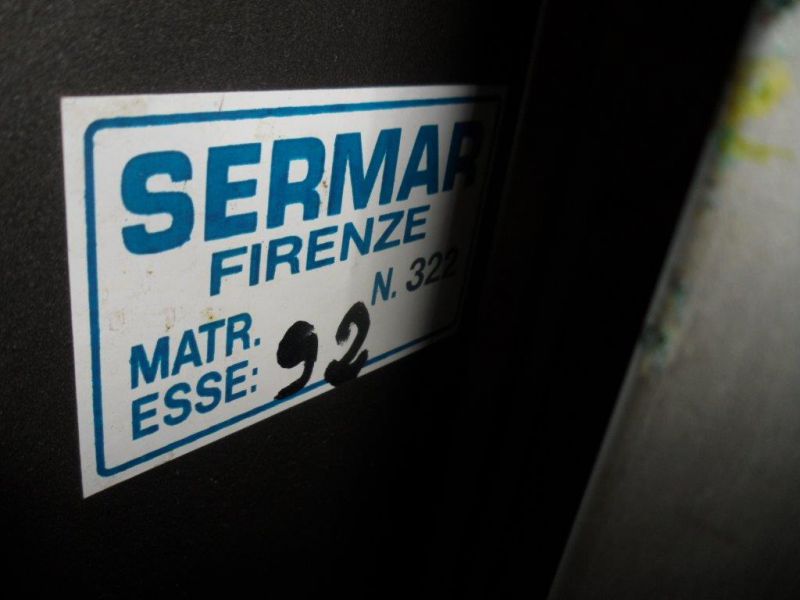 SERMAR
FIRENZE
N. 322
MATR.
ESSE: 92